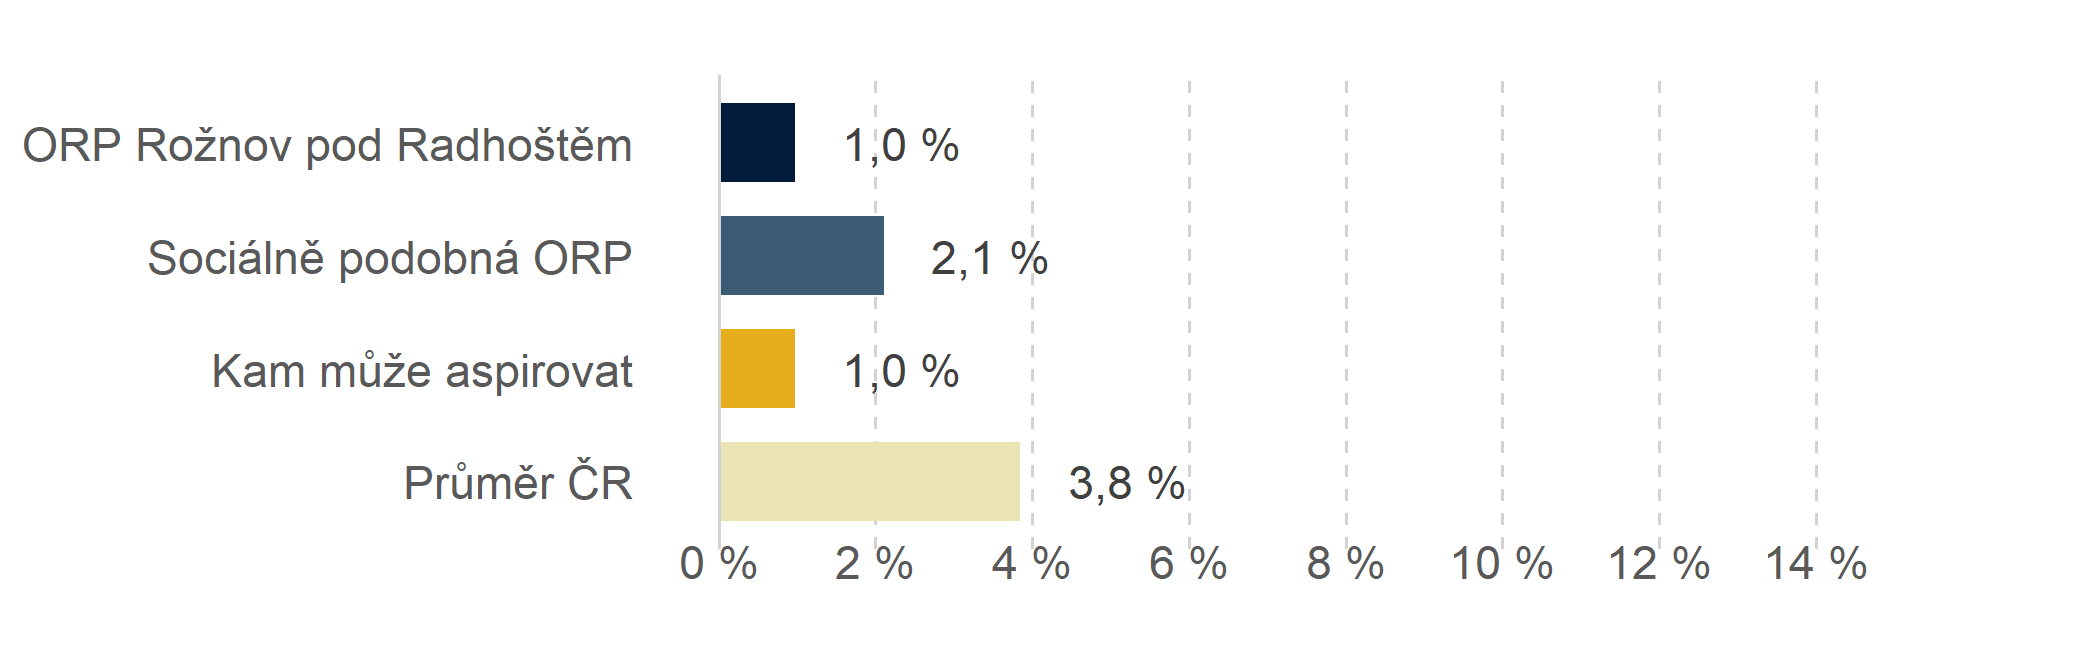 ORP Rožnov pod Radhoštěm 1,0 %
Sociálně podobná ORP 2,1 %
Kam může aspirovat 1,0 %
Průměr ČR 3,8 %
0 % 2 % 4 % 6 % 8 % 10 % 12 % 14 %